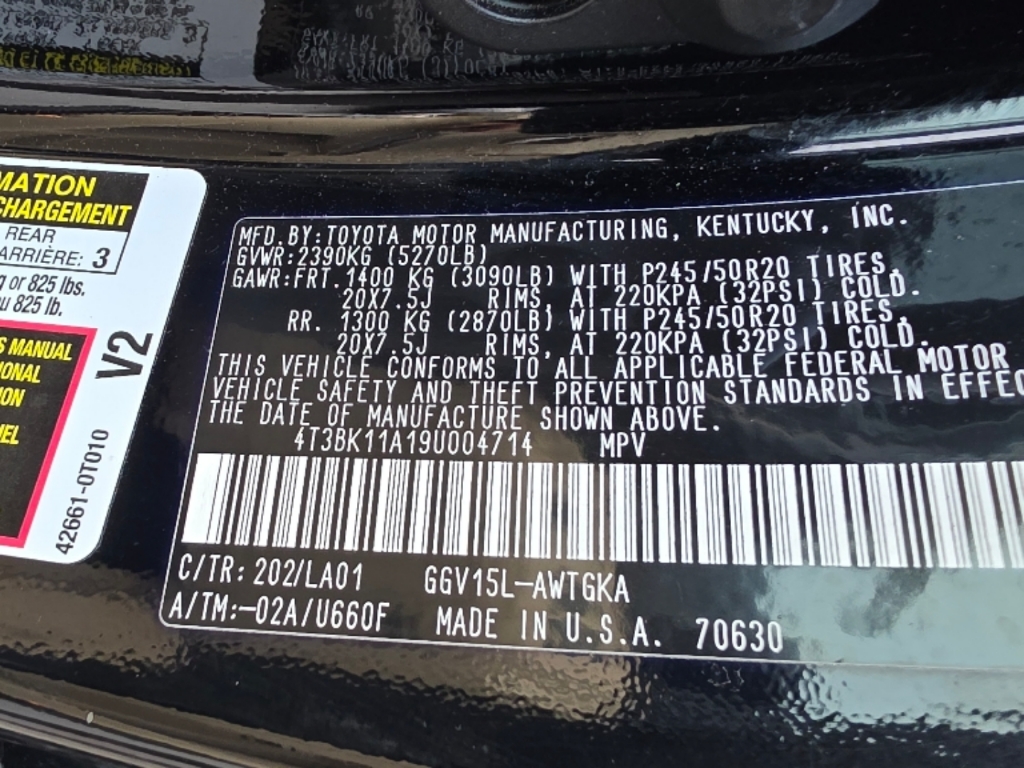 MATION
CHARGEMENT
REAR
ARRIÈRE: 3
g or 825 lbs.
u 825 lb.
S MANUAL
IONAL
ION
EL
V2
42661-0T010
MFD. BY: TOYOTA MOTOR MANUFACTURING, KENTUCKY, INC.
GVWR: 2390KG (5270LB)
GAWR: FRT. 1400 KG (3090LB) WITH P245/50R20 TIRES,
20X7.5J RIMS, AT 220KPA (32PSI) COLD.
RR. 1300 KG (2870LB) WITH P245/50R20 TIRES,
20X7.5J RIMS, AT 220KPA (32PSI) COLD.
THIS VEHICLE CONFORMS TO ALL APPLICABLE FEDERAL MOTOR
VEHICLE SAFETY AND THEFT PREVENTION STANDARDS IN EFFEC
THE DATE OF MANUFACTURE SHOWN ABOVE.
4T3BK11A19U004714 MPV
C/TR: 202/LA01 GGV15L-AWTGKA
A/TM:-02A/U660F MADE IN U.S.A. 70630